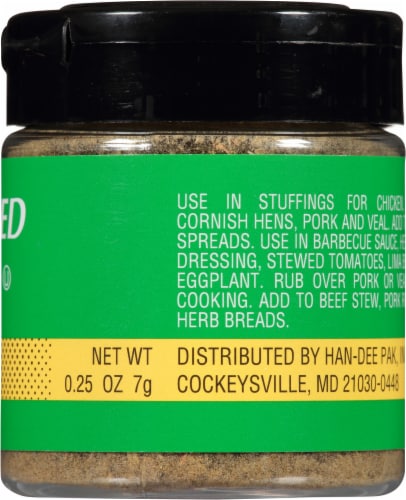 ED
Ⓤ
USE IN STUFFINGS FOR CHICKEN,
CORNISH HENS, PORK AND VEAL. ADD
SPREADS. USE IN BARBECUE SAUCE,
DRESSING, STEWED TOMATOES, LIMA
EGGPLANT. RUB OVER PORK OR
COOKING. ADD TO BEEF STEW, PORK
HERB BREADS.
NET WT
0.25 OZ 7g
DISTRIBUTED BY HAN-DEE PAK,
COCKEYSVILLE, MD 21030-0448